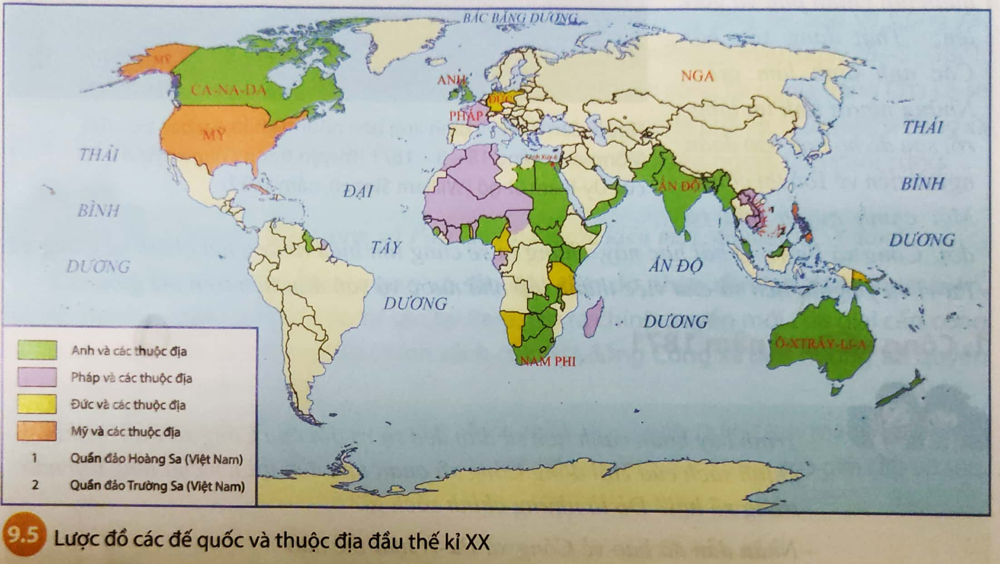 BẮC BĂNG DƯƠNG
MỸ
CA-NA-DA
ANH
ĐỨC
NGA
PHÁP
MỸ
THÁI
BÌNH
DƯƠNG
ĐẠI
TÂY
DƯƠNG
Kênh Xuy-ê
ẤN ĐỘ
1
2
THÁI
BÌNH
DƯƠNG
ẤN ĐỘ
DƯƠNG
NAM PHI
Ô-XTRÂY-LI-A
Anh và các thuộc địa
Pháp và các thuộc địa
Đức và các thuộc địa
Mỹ và các thuộc địa
1 Quần đảo Hoàng Sa (Việt Nam)
2 Quần đảo Trường Sa (Việt Nam)
9.5 Lược đồ các đế quốc và thuộc địa đầu thế kỉ XX